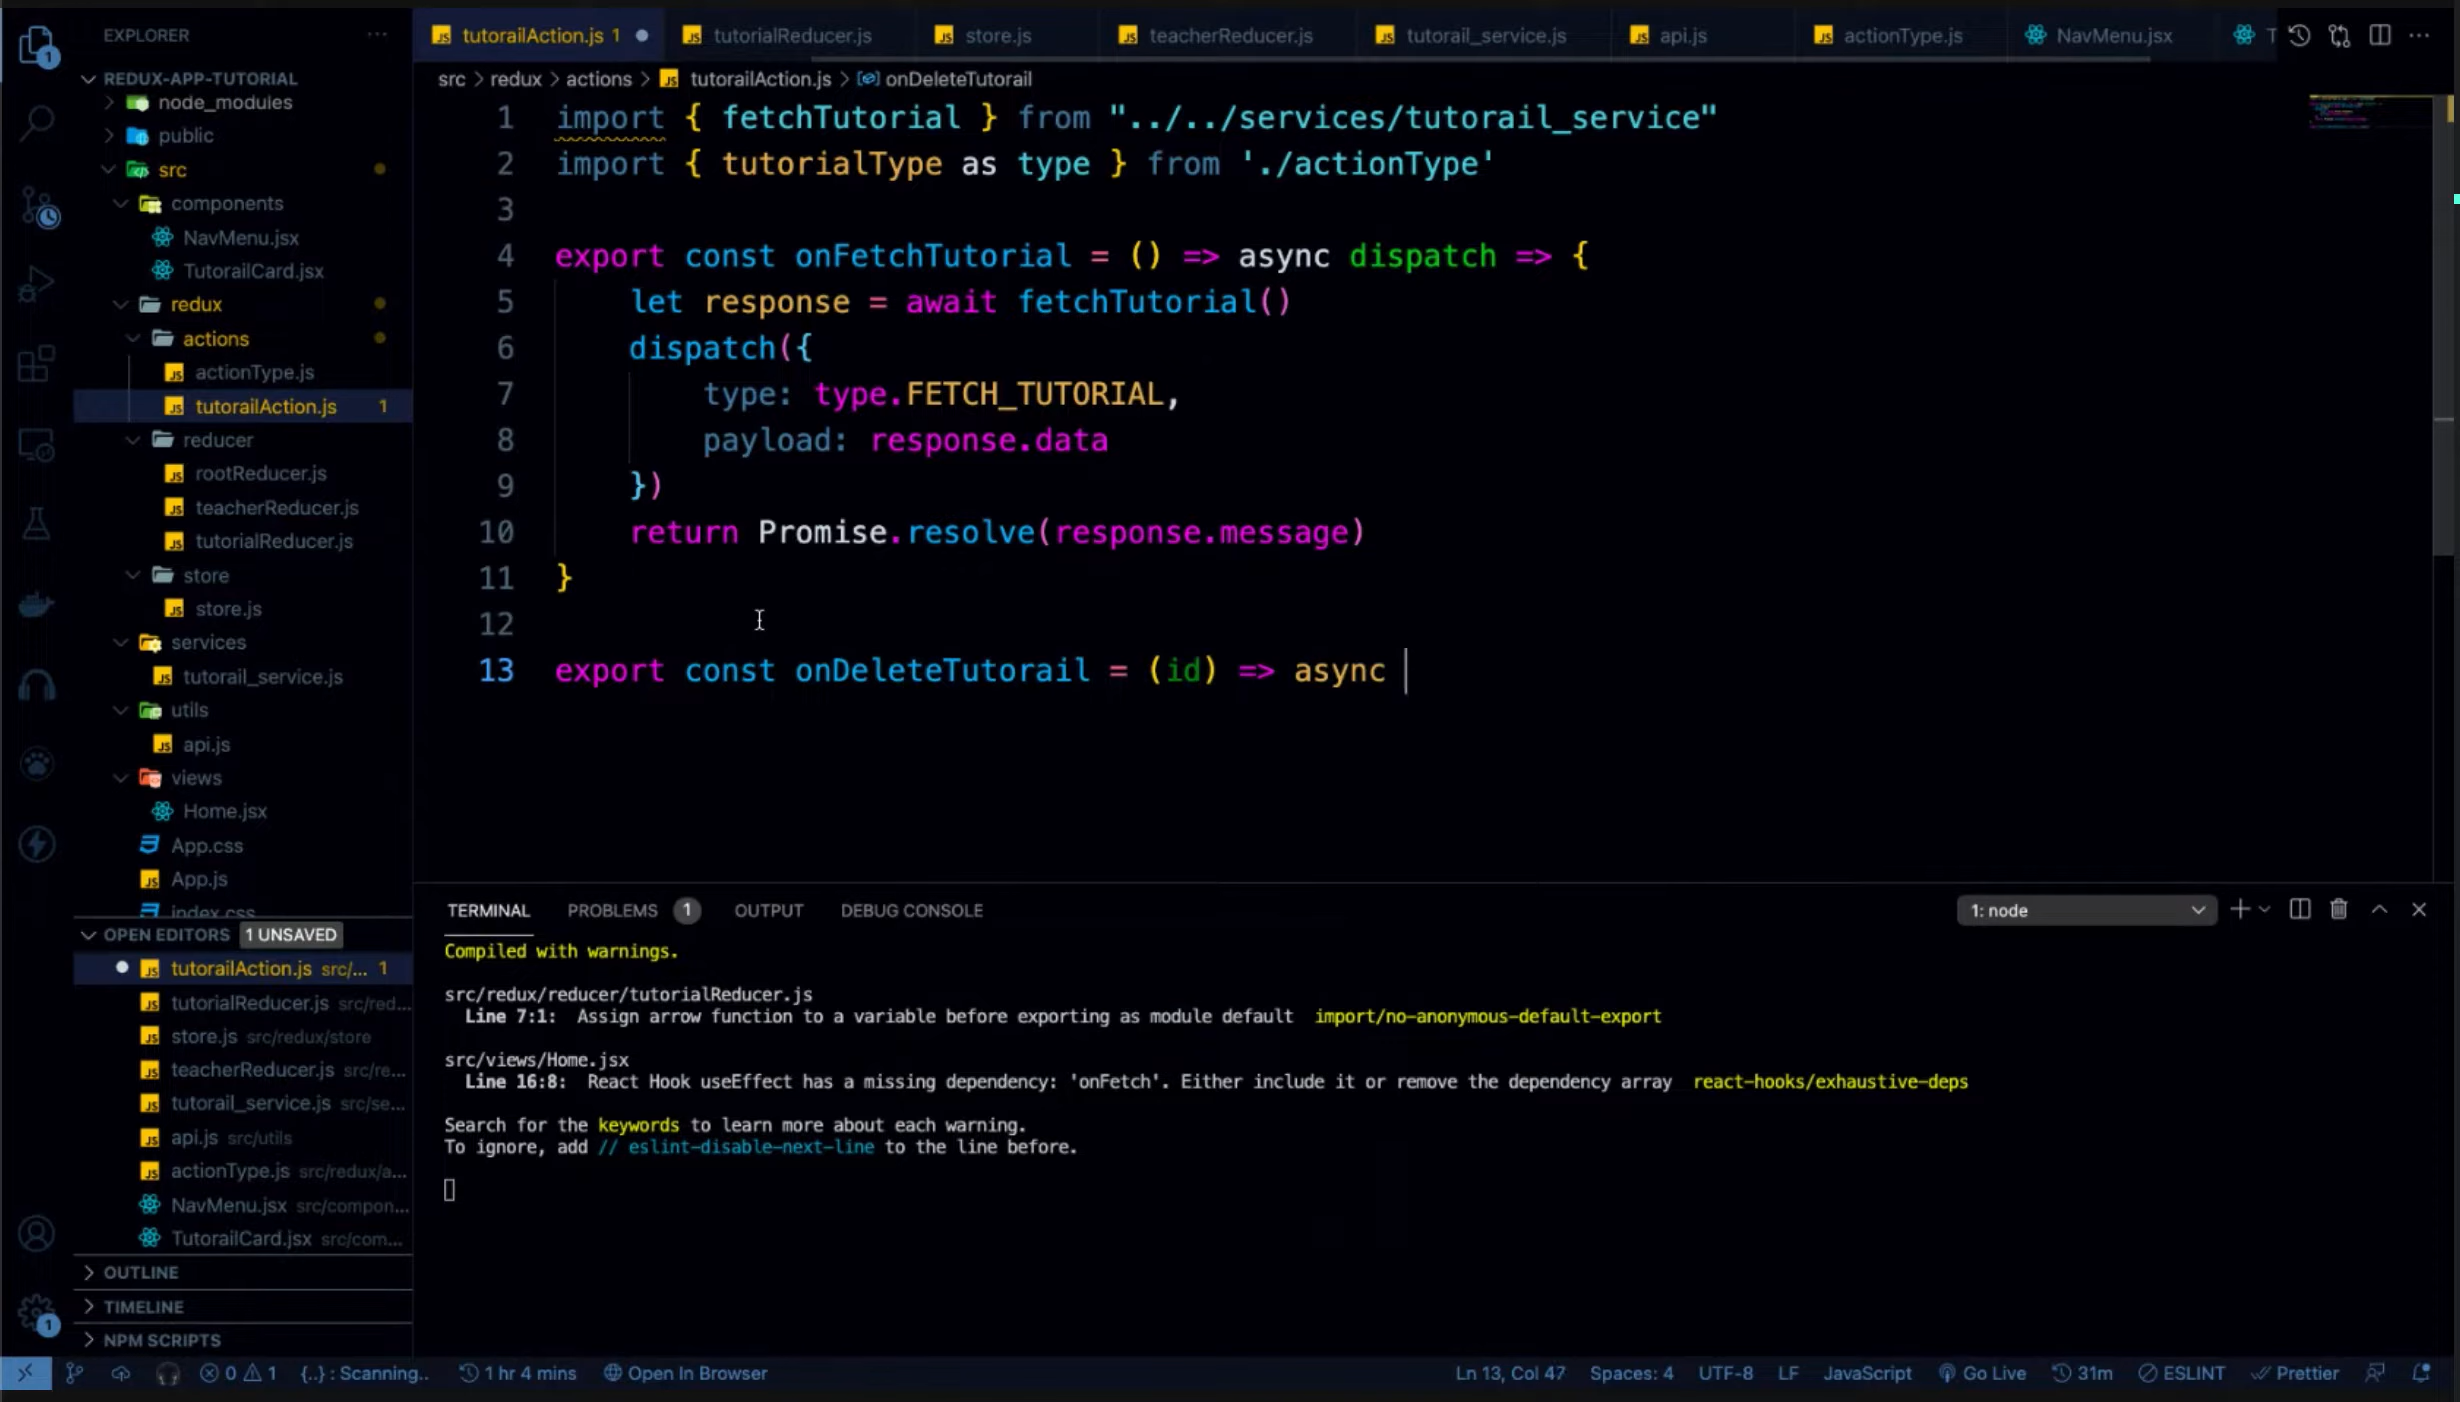 EXPLORER
REDUX-APP-TUTORIAL
node_modules
public
src
components
NavMenu.jsx
TutorailCard.jsx
redux
actions
actionType.js
tutorailAction.js 1
reducer
rootReducer.js
teacherReducer.js
tutorialReducer.js
store
store.js
services
tutorail_service.js
utils
api.js
views
Home.jsx
App.css
App.js
index.css
OPEN EDITORS 1 UNSAVED
tutorailAction.js src/... 1
tutorialReducer.js src/red...
store.js src/redux/store
teacherReducer.js src/re...
tutorail_service.js src/se...
api.js src/utils
actionType.js src/redux/a...
NavMenu.jsx src/compon...
TutorailCard.jsx src/com...
OUTLINE
TIMELINE
NPM SCRIPTS
tutorailAction.js 1 tutorialReducer.js store.js teacherReducer.js tutorail_service.js api.js actionType.js NavMenu.jsx T
src > redux > actions > tutorailAction.js > onDeleteTutorail
1 import { fetchTutorial } from "../../services/tutorail_service"
2 import { tutorialType as type } from './actionType'
3
4 export const onFetchTutorial = () => async dispatch => {
5 let response = await fetchTutorial()
6 dispatch({
7 type: type.FETCH_TUTORIAL,
8 payload: response.data
9 })
10 return Promise.resolve(response.message)
11 }
12
13 export const onDeleteTutorail = (id) => async
TERMINAL PROBLEMS 1 OUTPUT DEBUG CONSOLE 1: node
Compiled with warnings.
src/redux/reducer/tutorialReducer.js
Line 7:1: Assign arrow function to a variable before exporting as module default import/no-anonymous-default-export
src/views/Home.jsx
Line 16:8: React Hook useEffect has a missing dependency: 'onFetch'. Either include it or remove the dependency array react-hooks/exhaustive-deps
Search for the keywords to learn more about each warning.
To ignore, add // eslint-disable-next-line to the line before.
0 1 {..} : Scanning.. 1 hr 4 mins Open In Browser Ln 13, Col 47 Spaces: 4 UTF-8 LF JavaScript Go Live 31m ESLINT Prettier